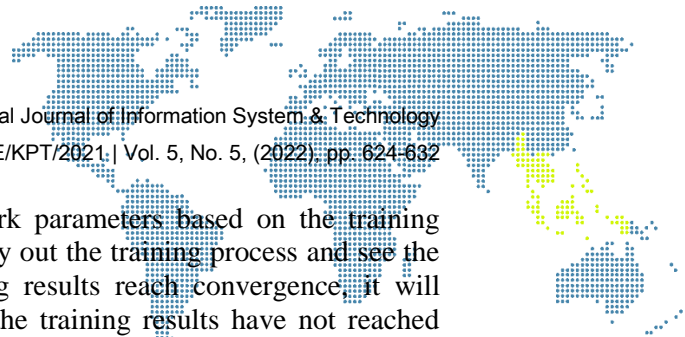 al Journal of Information System & Technology
E/KPT/2021 | Vol. 5, No. 5, (2022), pp. 624-632
rk parameters based on the training
y out the training process and see the
g results reach convergence, it will
he training results have not reached